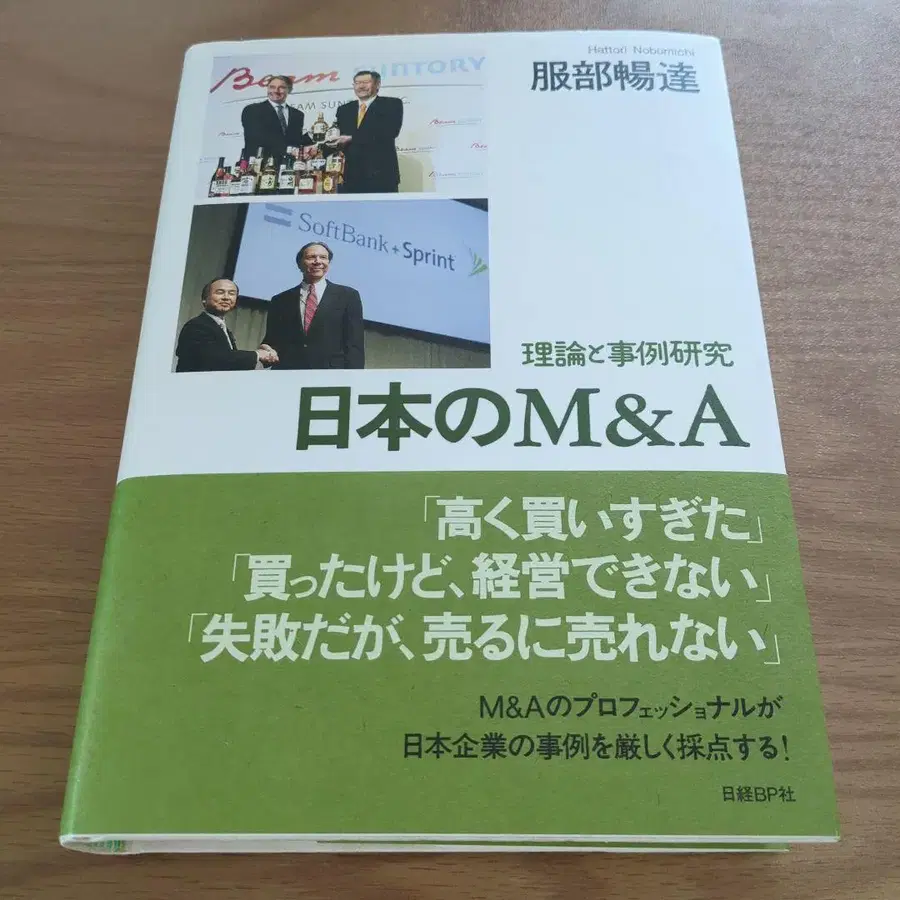 Hattori Nobumichi
服部暢達
Beam SUNTORY
SoftBank + Sprint
理論と事例研究
日本のM&A
「高く買いすぎた」
「買ったけど、経営できない」
「失敗だが、売るに売れない」
M&Aのプロフェッショナルが
日本企業の事例を厳しく採点する!
日経BP社